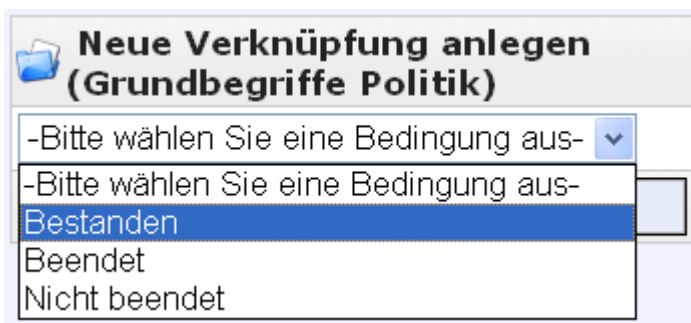 Neue Verknüpfung anlegen
(Grundbegriffe Politik)
-Bitte wählen Sie eine Bedingung aus-
-Bitte wählen Sie eine Bedingung aus-
Bestanden
Beendet
Nicht beendet